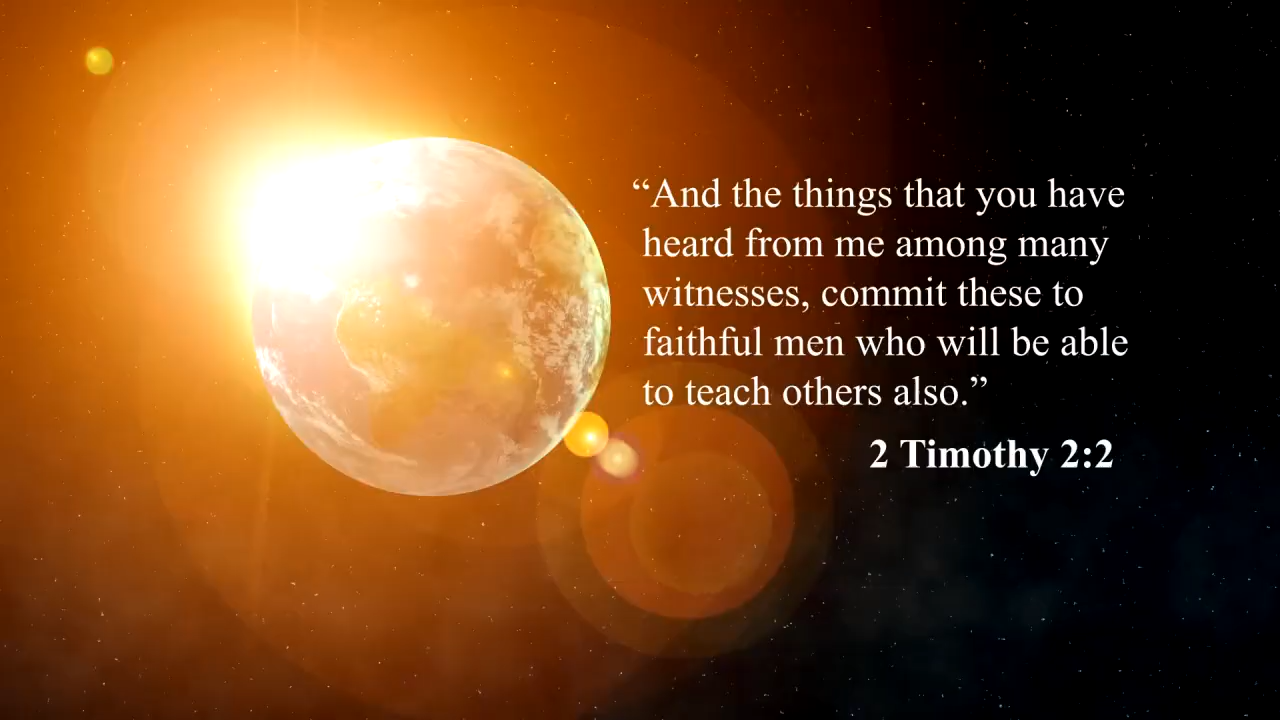 “And the things that you have
heard from me among many
witnesses, commit these to
faithful men who will be able
to teach others also.”
2 Timothy 2:2